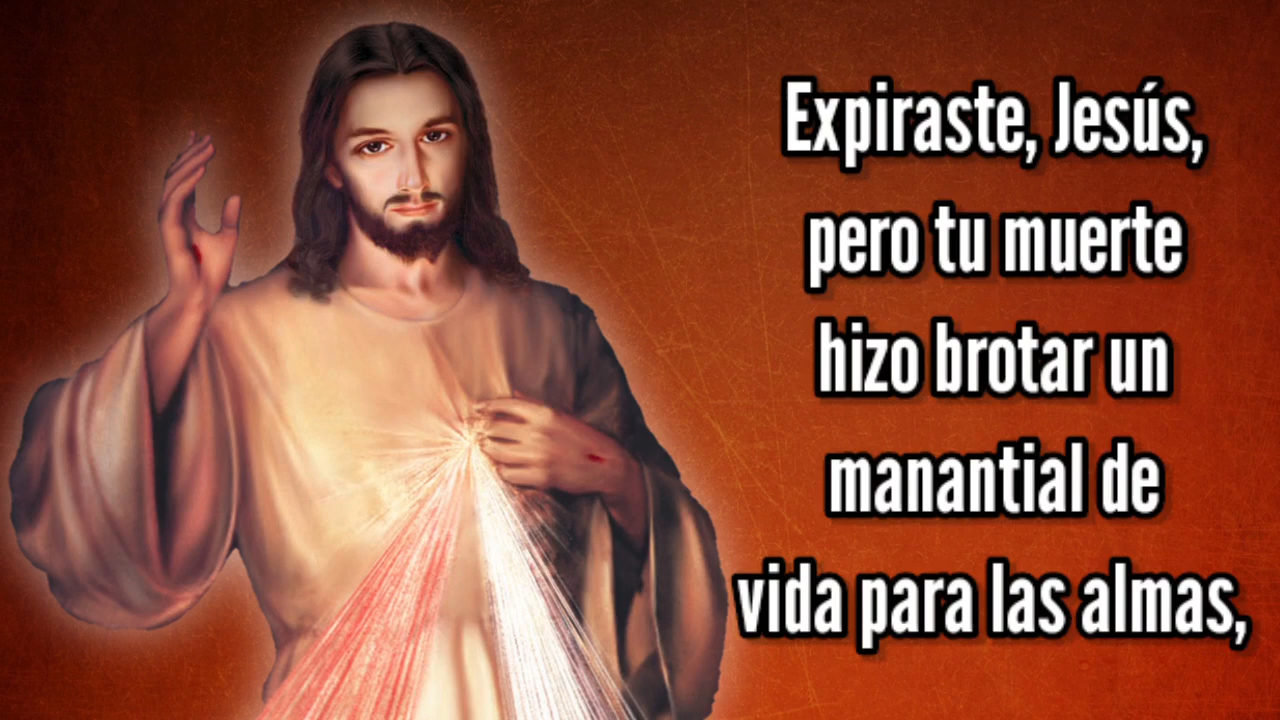 Expiraste, Jesús,
pero tu muerte
hizo brotar un
manantial de
vida para las almas,